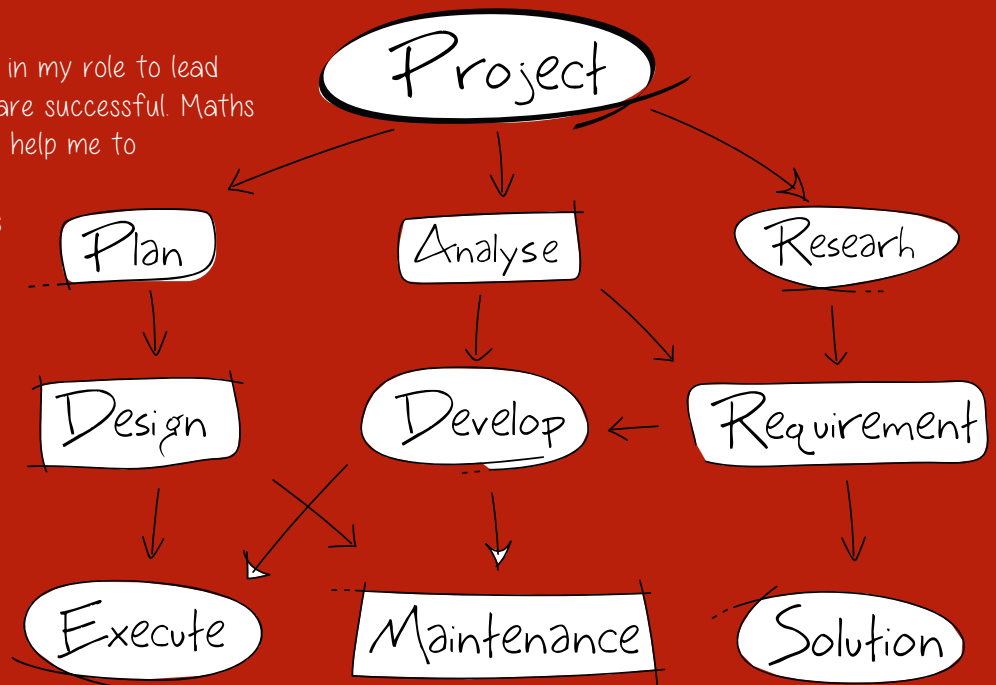 in my role to lead
are successful. Maths
help me to
Project
Plan
Analyse
Researh
Design
Develop
Requirement
Execute
Maintenance
Solution